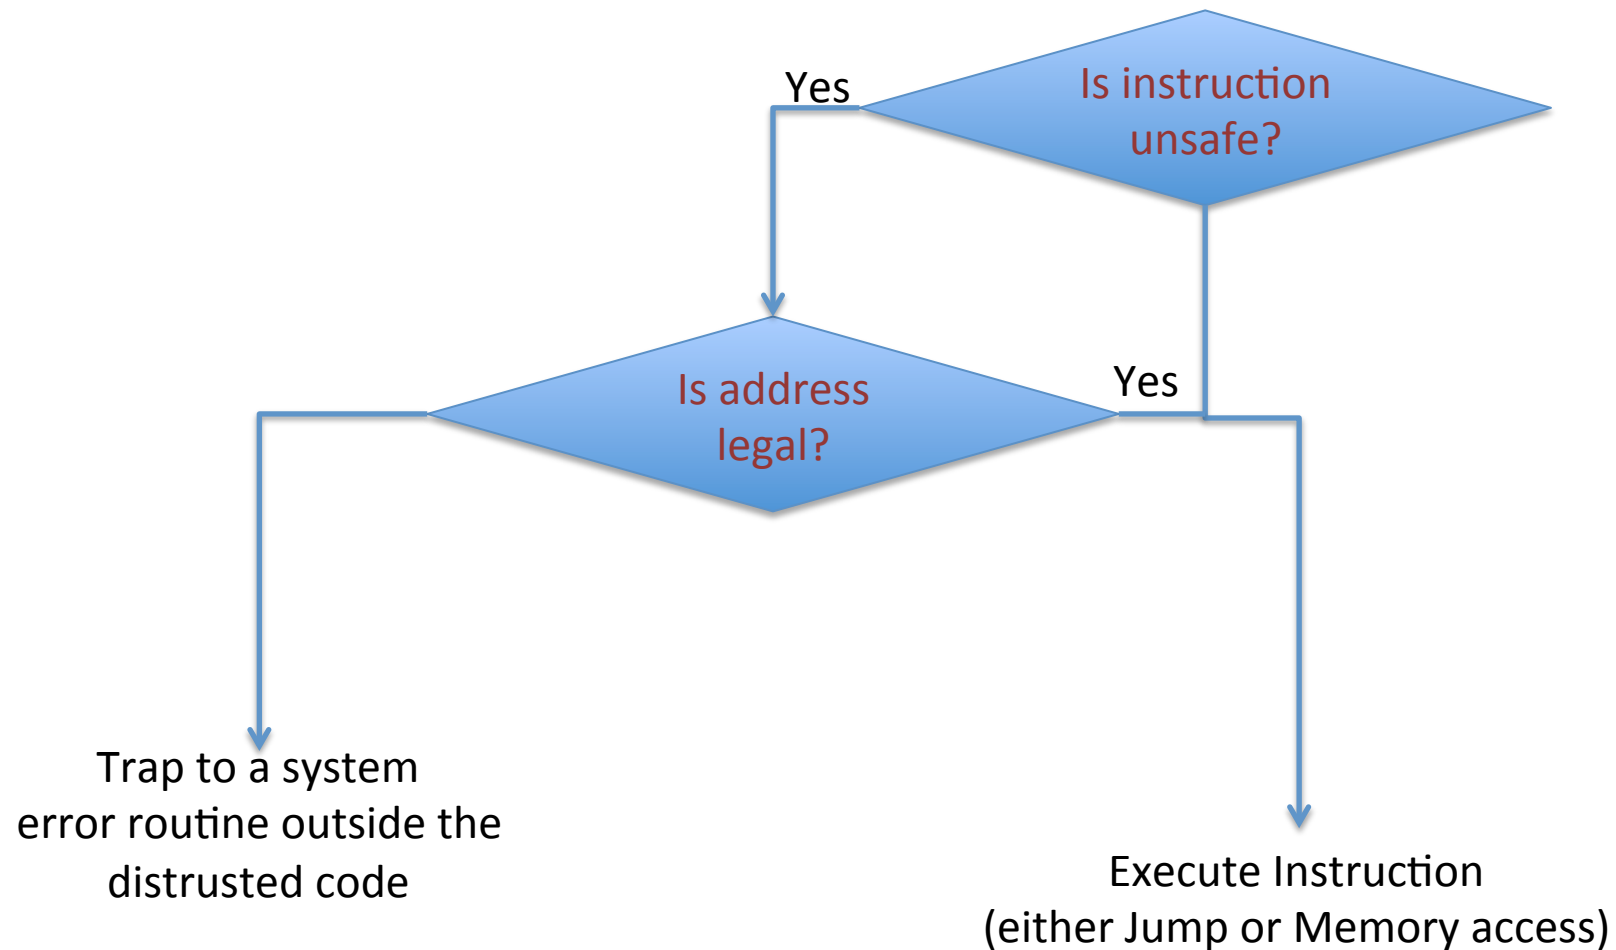 Yes
Is instruction
unsafe?
Is address
legal?
Yes
Trap to a system
error routine outside the
distrusted code
Execute Instruction
(either Jump or Memory access)